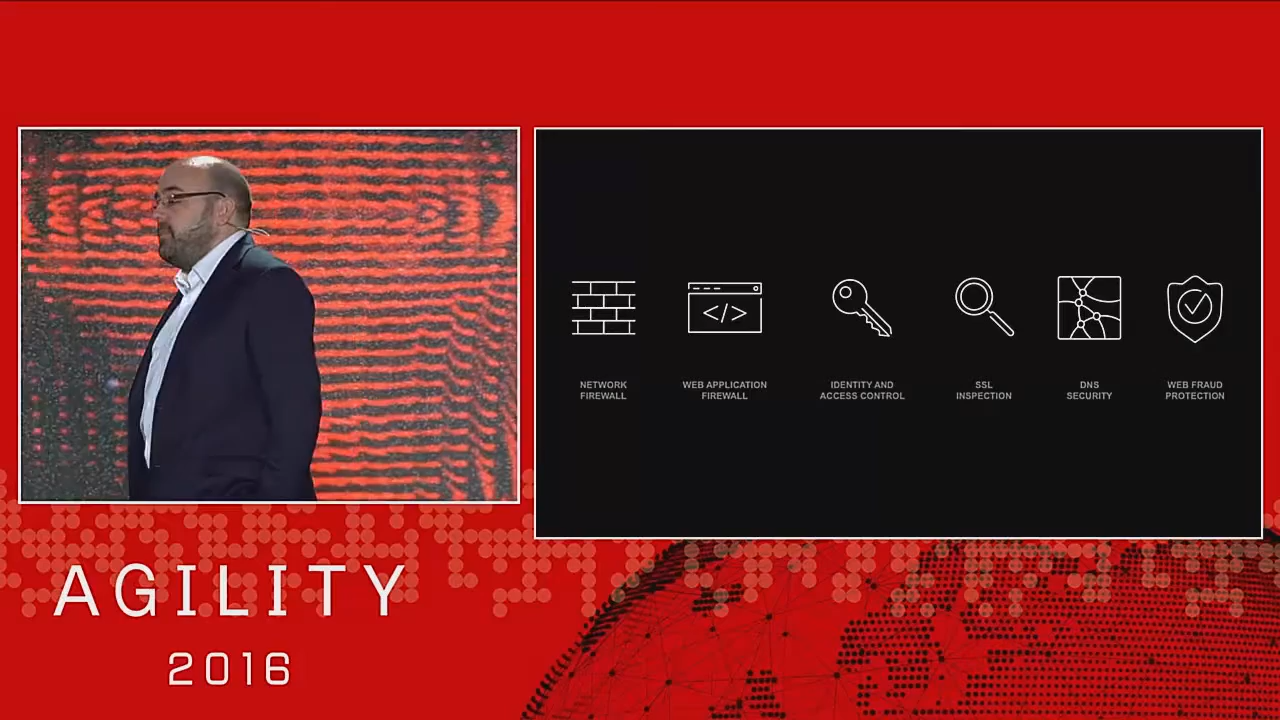 NETWORK
FIREWALL
WEB APPLICATION
FIREWALL
IDENTITY AND
ACCESS CONTROL
SSL
INSPECTION
DNS
SECURITY
WEB FRAUD
PROTECTION
</>
AGILITY
2016